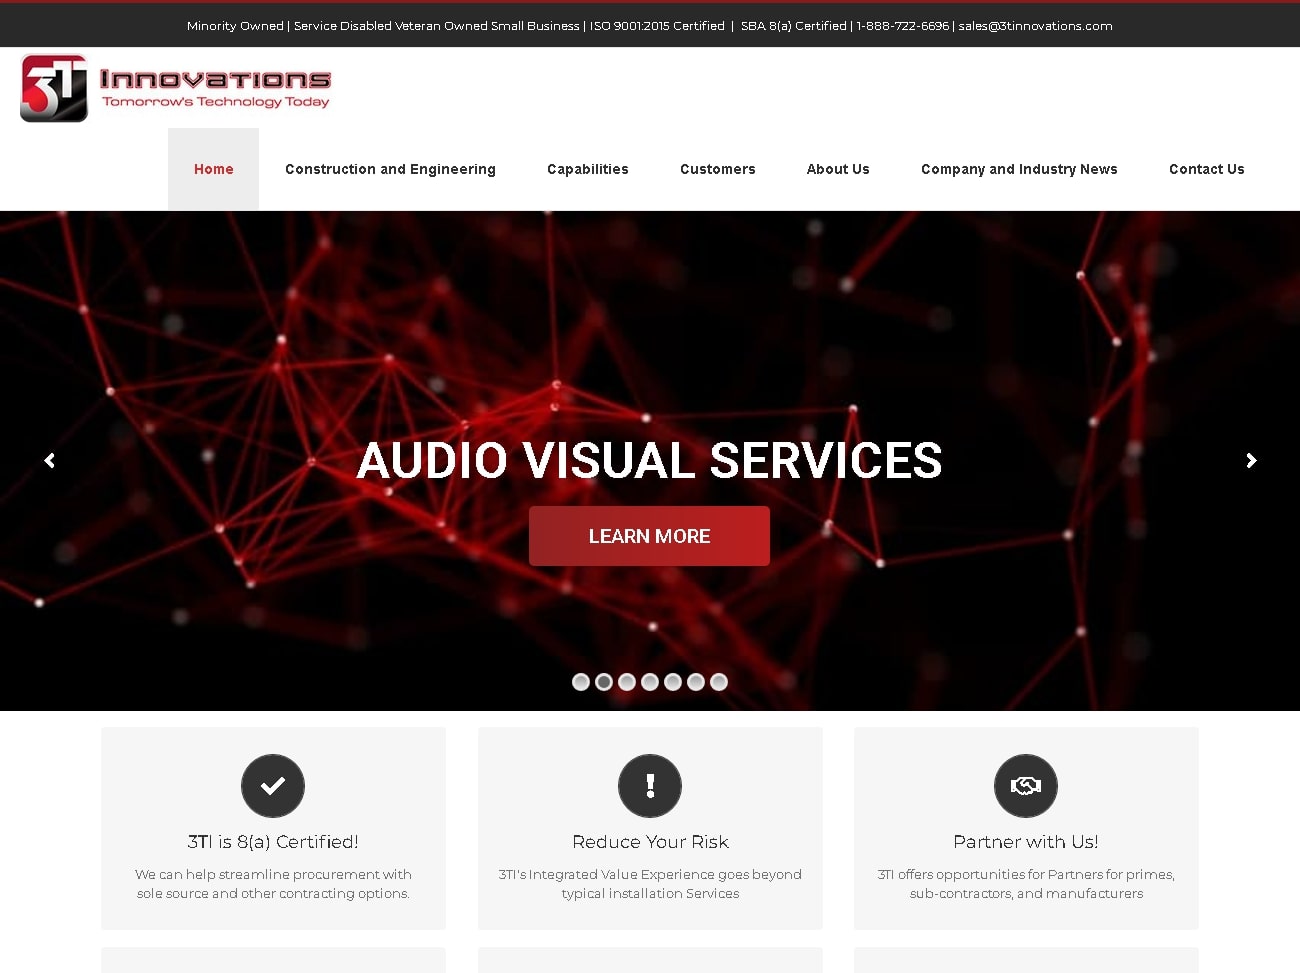 Minority Owned | Service Disabled Veteran Owned Small Business | ISO 9001:2015 Certified | SBA 8(a) Certified | 1-888-722-6696 | sales@3tinnovations.com
3TI Innovations
Tomorrow's Technology Today
Home Construction and Engineering Capabilities Customers About Us Company and Industry News Contact Us
AUDIO VISUAL SERVICES
LEARN MORE
3TI is 8(a) Certified!
We can help streamline procurement with
sole source and other contracting options.
Reduce Your Risk
3TI's Integrated Value Experience goes beyond
typical installation Services
Partner with Us!
3TI offers opportunities for Partners for primes,
sub-contractors, and manufacturers